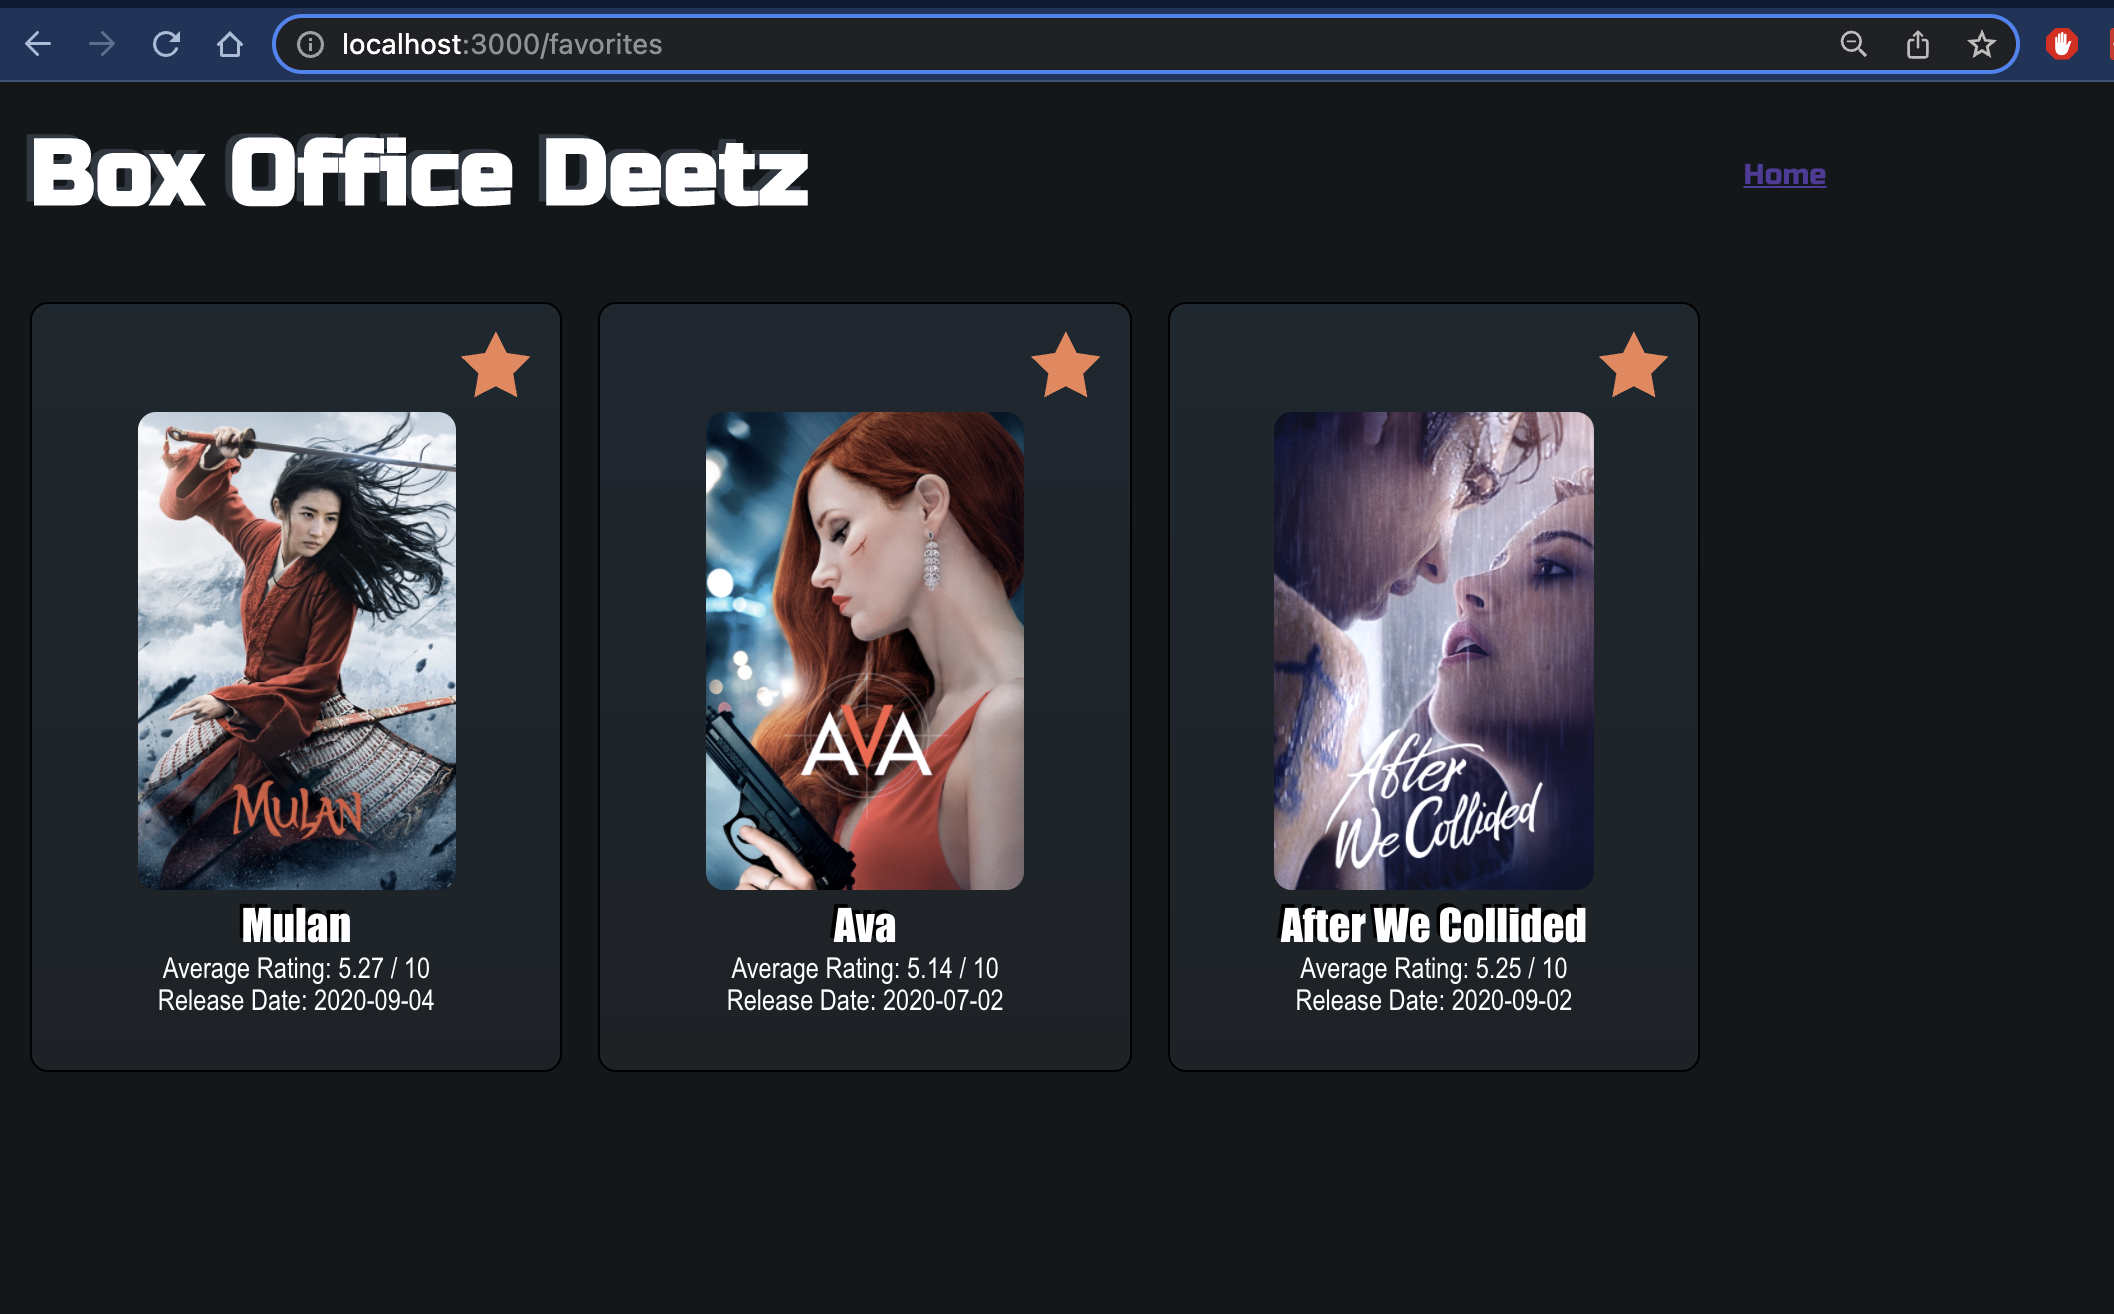 localhost:3000/favorites
Box Office Deetz
Home
MULAN
AVA
After
We Collided
Mulan
Average Rating: 5.27 / 10
Release Date: 2020-09-04
Ava
Average Rating: 5.14 / 10
Release Date: 2020-07-02
After We Collided
Average Rating: 5.25 / 10
Release Date: 2020-09-02